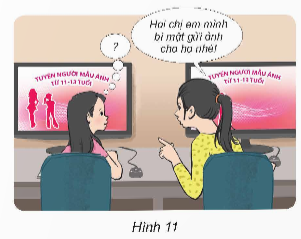 ?
Hai chị em mình
bí mật gửi ảnh
cho họ nhé!
TUYỂN NGƯỜI MẪU ẢNH
TỪ 11-13 TUỔI
TUYỂN NGƯỜI MẪU ẢNH
TỪ 11-13 TUỔI
Hình 11